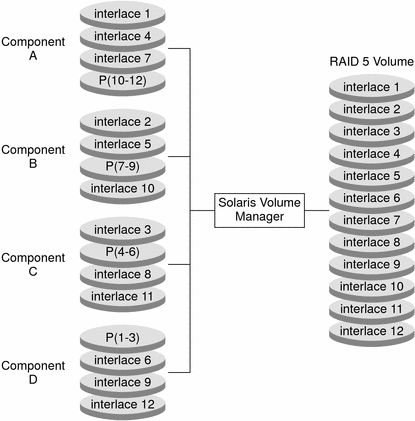 Component
A
interlace 1
interlace 4
interlace 7
P(10-12)
Component
B
interlace 2
interlace 5
P(7-9)
interlace 10
Component
C
interlace 3
P(4-6)
interlace 8
interlace 11
Component
D
P(1-3)
interlace 6
interlace 9
interlace 12
Solaris Volume
Manager
RAID 5 Volume
interlace 1
interlace 2
interlace 3
interlace 4
interlace 5
interlace 6
interlace 7
interlace 8
interlace 9
interlace 10
interlace 11
interlace 12